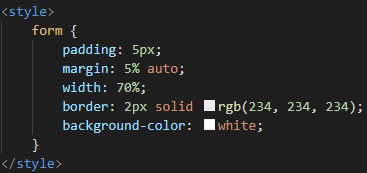 <style>
form {
padding: 5px;
margin: 5% auto;
width: 70%;
border: 2px solid rgb(234, 234, 234);
background-color: white;
}
</style>